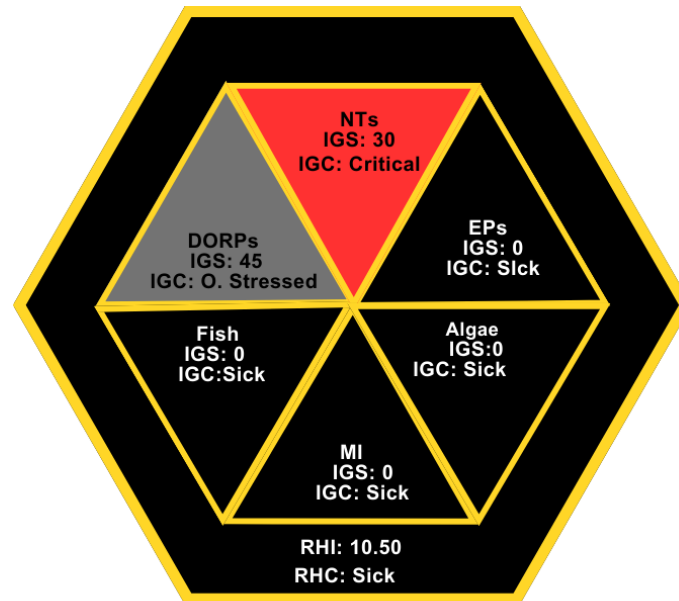 NTs
IGS: 30
IGC: Critical
DORPs
IGS: 45
IGC: O. Stressed
EPs
IGS: 0
IGC: SIck
Fish
IGS: 0
IGC:Sick
Algae
IGS:0
IGC: Sick
MI
IGS: 0
IGC: Sick
RHI: 10.50
RHC: Sick